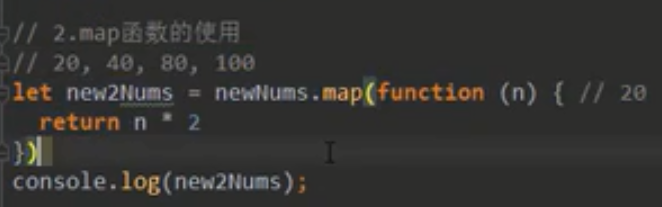 // 2.map函数的使用
// 20, 40, 80, 100
let new2Nums = newNums.map(function (n) { // 20
  return n * 2
})
console.log(new2Nums);